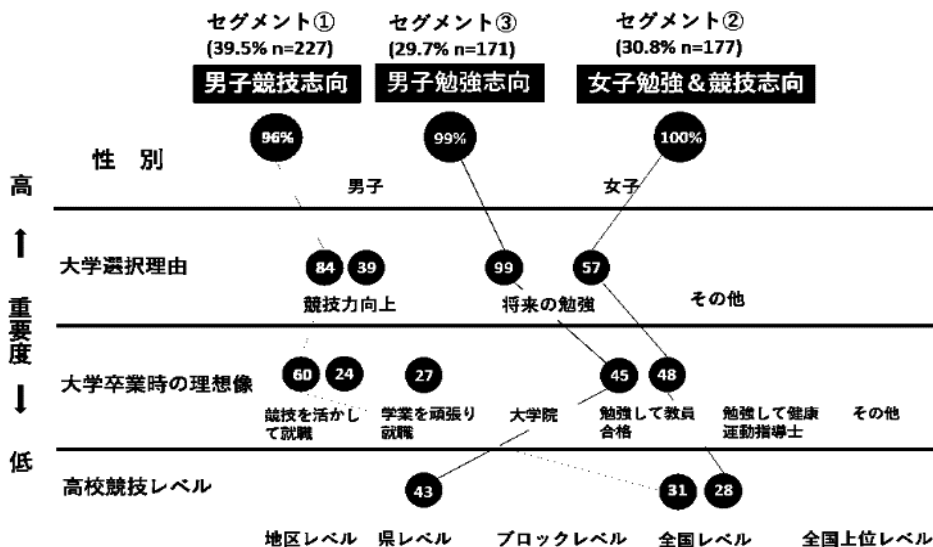 セグメント① セグメント③ セグメント②
(39.5% n=227) (29.7% n=171) (30.8% n=177)
男子競技志向 男子勉強志向 女子勉強＆競技志向
96% 99% 100%
性 別
男子 女子
高
大学選択理由
84 39 99 57
競技力向上 将来の勉強 その他
重要度
大学卒業時の理想像
60 24 27 45 48
競技を活かし 学業を頑張り 大学院 勉強して教員 勉強して健康 その他
て就職 就職 合格 運動指導士
低
高校競技レベル
43 31 28
地区レベル 県レベル ブロックレベル 全国レベル 全国上位レベル